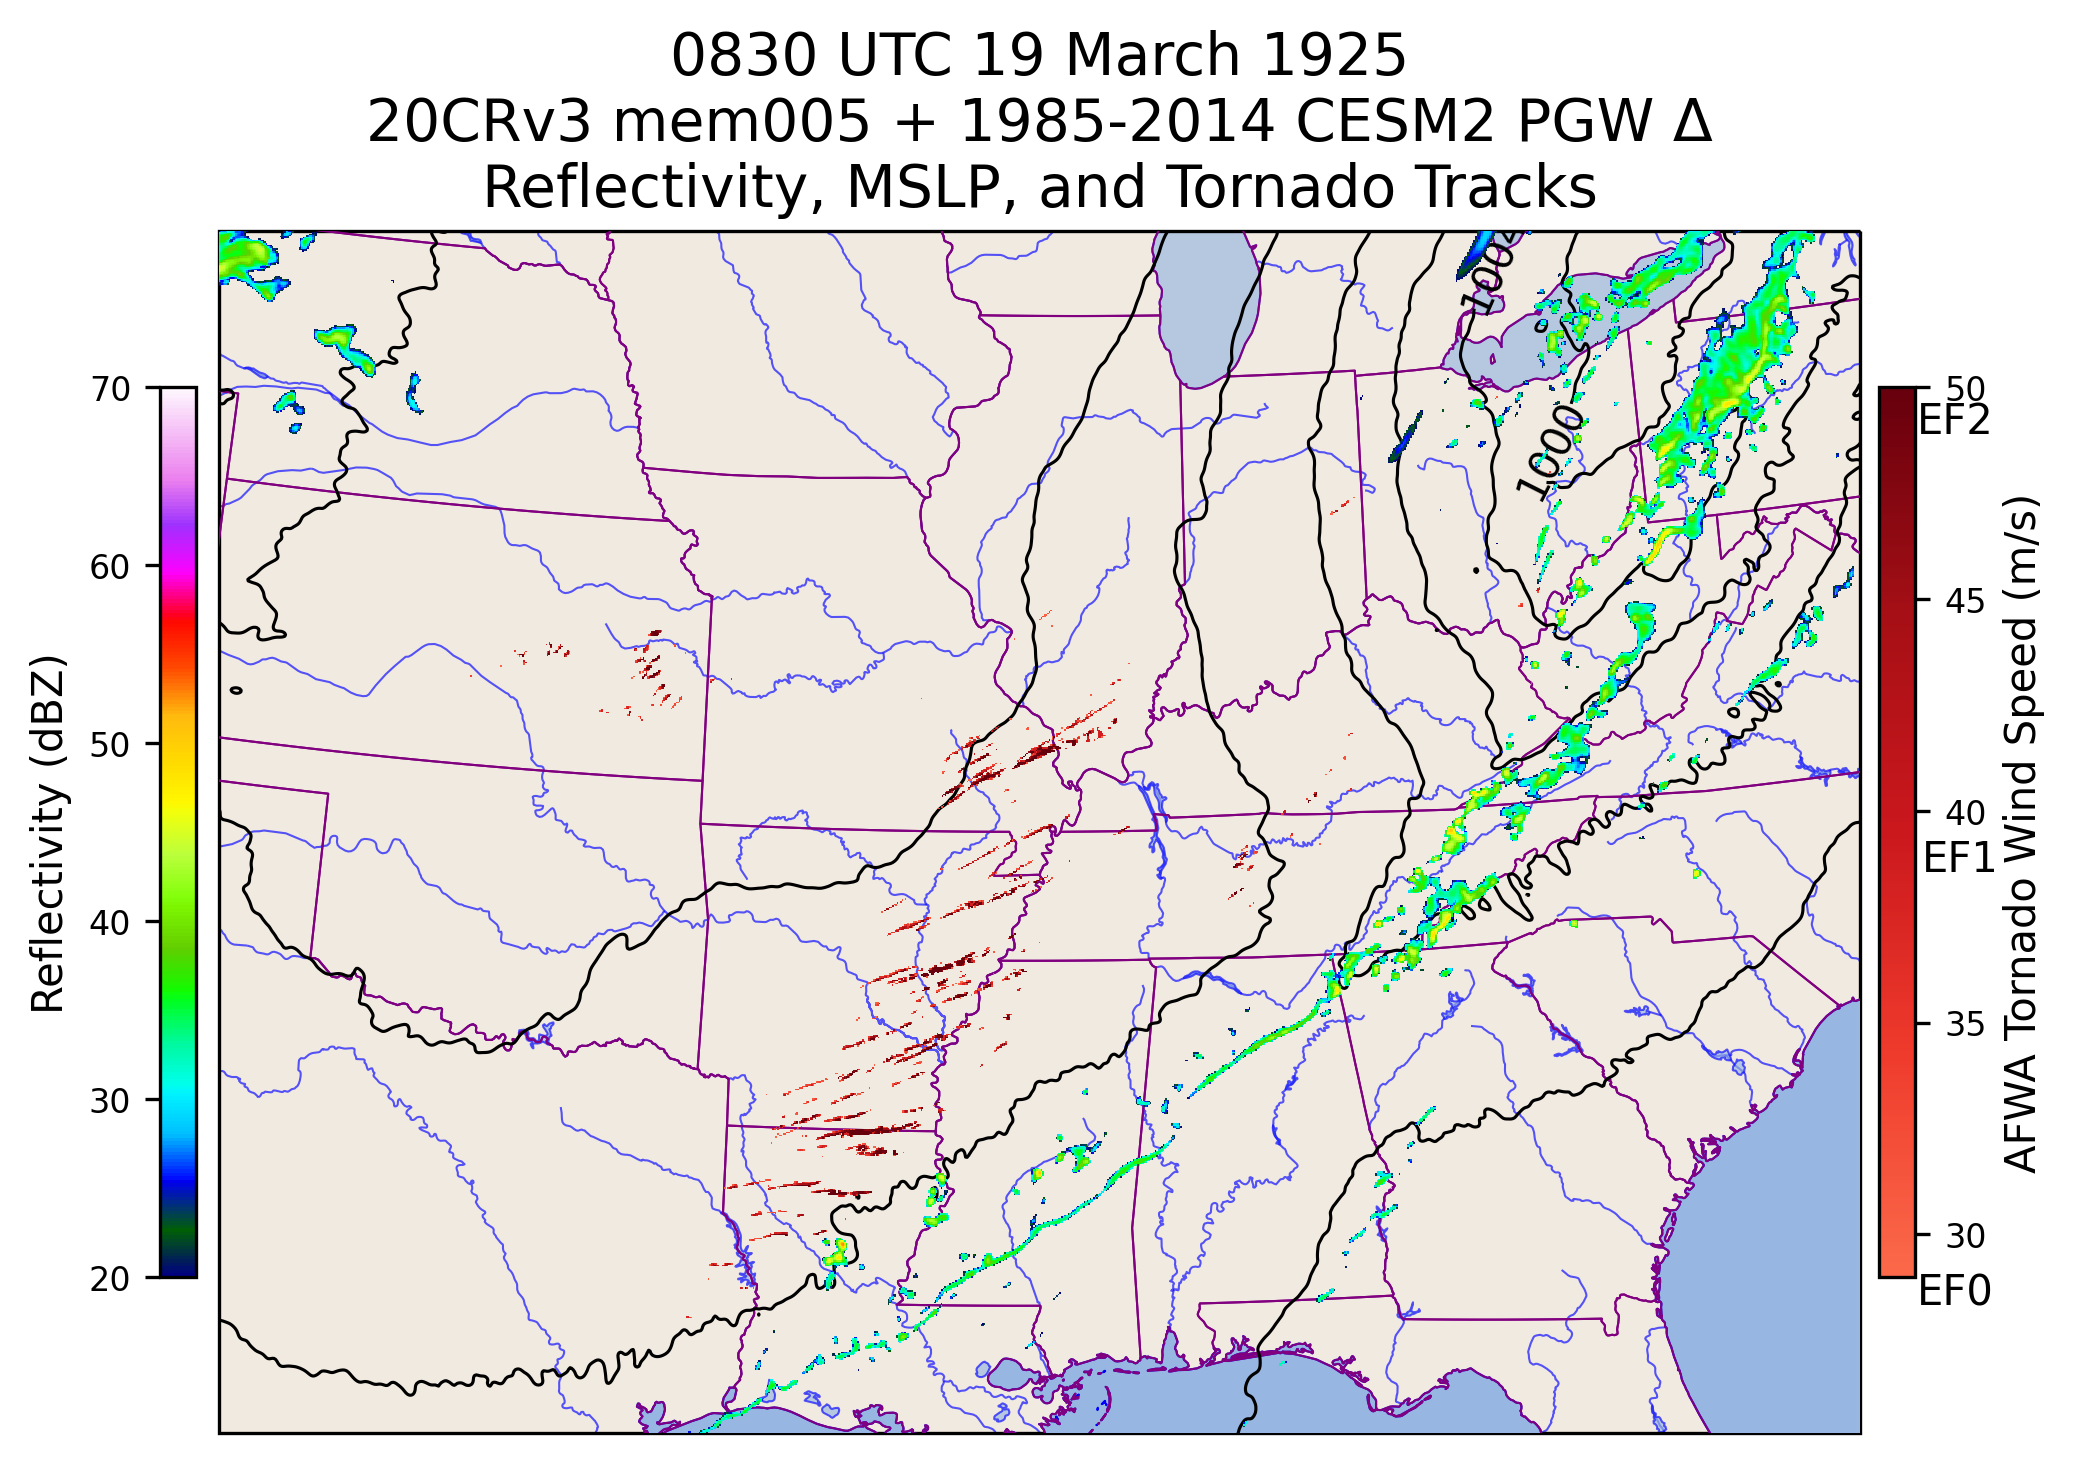 0830 UTC 19 March 1925
20CRv3 mem005 + 1985-2014 CESM2 PGW Δ
Reflectivity, MSLP, and Tornado Tracks
1004
1000
70
60
50
40
30
20
Reflectivity (dBZ)
50
EF2
45
40
EF1
35
30
EF0
AFWA Tornado Wind Speed (m/s)